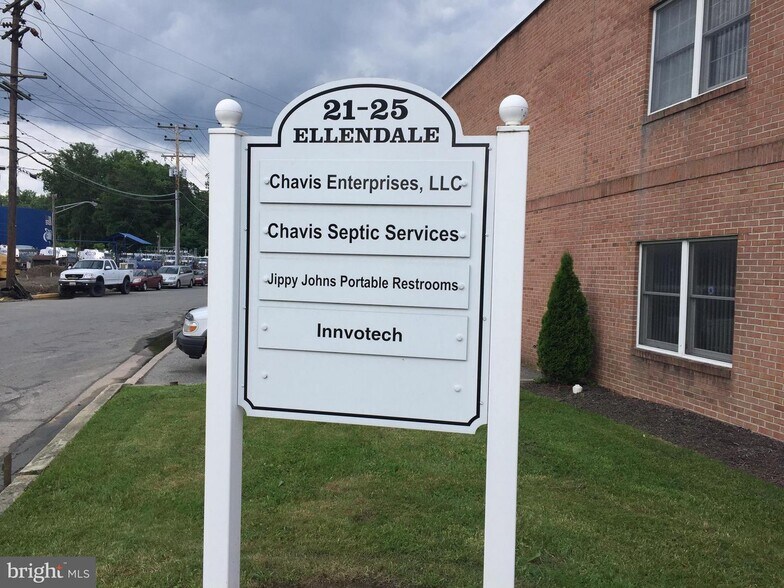 21-25
ELLENDALE
Chavis Enterprises, LLC
Chavis Septic Services
Jippy Johns Portable Restrooms
Innvotech
bright MLS